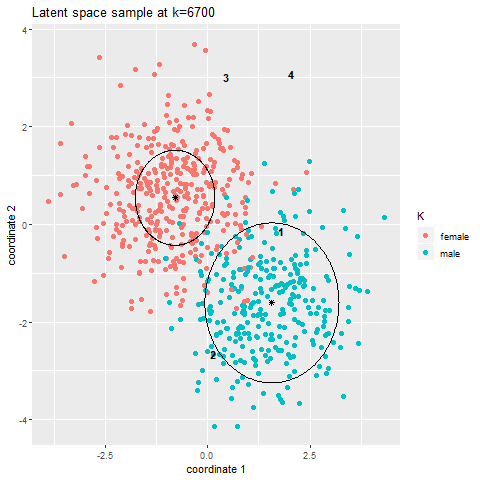 Latent space sample at k=6700
4
2
0
-2
-4
coordinate 2
3
4
1
2
-2.5
0.0
2.5
coordinate 1
K
female
male